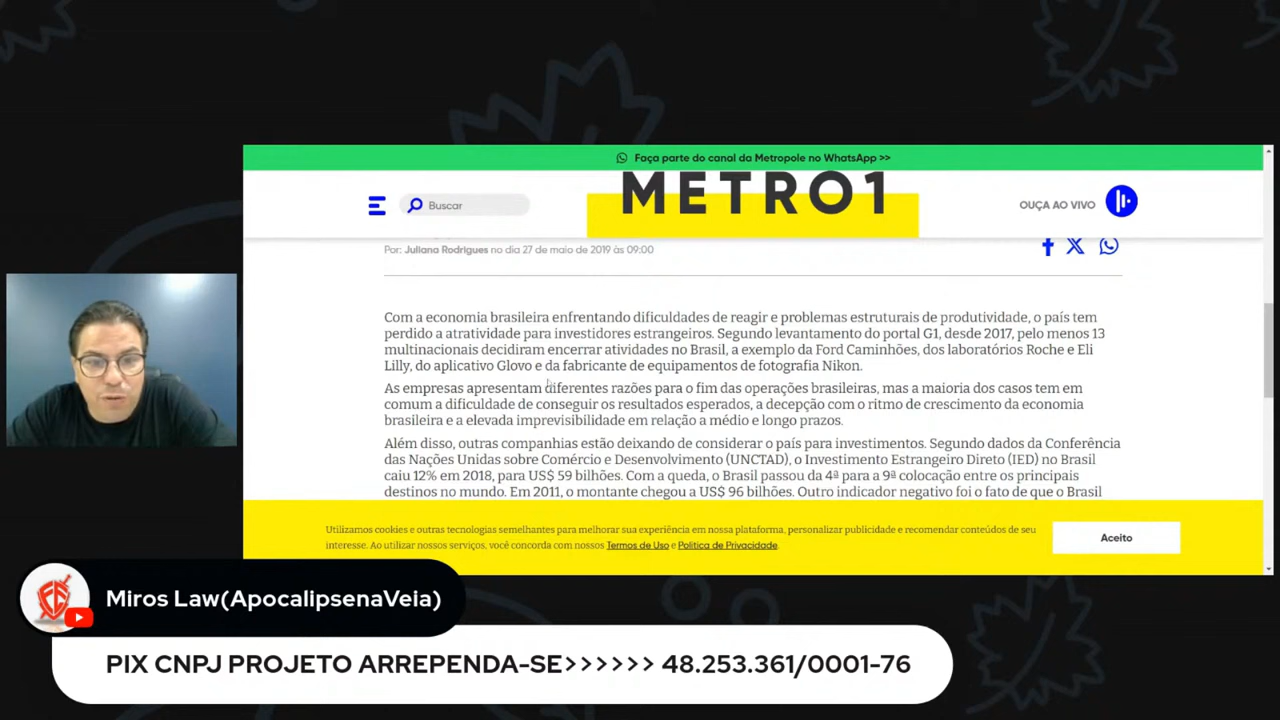 Faça parte do canal da Metropole no WhatsApp >>
Buscar
METRO1
OUÇA AO VIVO
Por: Juliana Rodrigues no dia 27 de maio de 2019 às 09:00
Com a economia brasileira enfrentando dificuldades de reagir e problemas estruturais de produtividade, o país tem
perdido a atratividade para investidores estrangeiros. Segundo levantamento do portal G1, desde 2017, pelo menos 13
multinacionais decidiram encerrar atividades no Brasil, a exemplo da Ford Caminhões, dos laboratórios Roche e Eli
Lilly, do aplicativo Glovo e da fabricante de equipamentos de fotografia Nikon.
As empresas apresentam diferentes razões para o fim das operações brasileiras, mas a maioria dos casos tem em
comum a dificuldade de conseguir os resultados esperados, a decepção com o ritmo de crescimento da economia
brasileira e a elevada imprevisibilidade em relação a médio e longo prazos.
Além disso, outras companhias estão deixando de considerar o país para investimentos. Segundo dados da Conferência
das Nações Unidas sobre Comércio e Desenvolvimento (UNCTAD), o Investimento Estrangeiro Direto (IED) no Brasil
caiu 12% em 2018, para US$ 59 bilhões. Com a queda, o Brasil passou da 4ª para a 9ª colocação entre os principais
destinos no mundo. Em 2011, o montante chegou a US$ 96 bilhões. Outro indicador negativo foi o fato de que o Brasil
Utilizamos cookies e outras tecnologias semelhantes para melhorar sua experiência em nossa plataforma, personalizar publicidade e recomendar conteúdos de seu
interesse. Ao utilizar nossos serviços, você concorda com nossos Termos de Uso e Politica de Privacidade.
Aceito
Miros Law(ApocalipsenaVeia)
PIX CNPJ PROJETO ARREPENDA-SE>>>>>> 48.253.361/0001-76